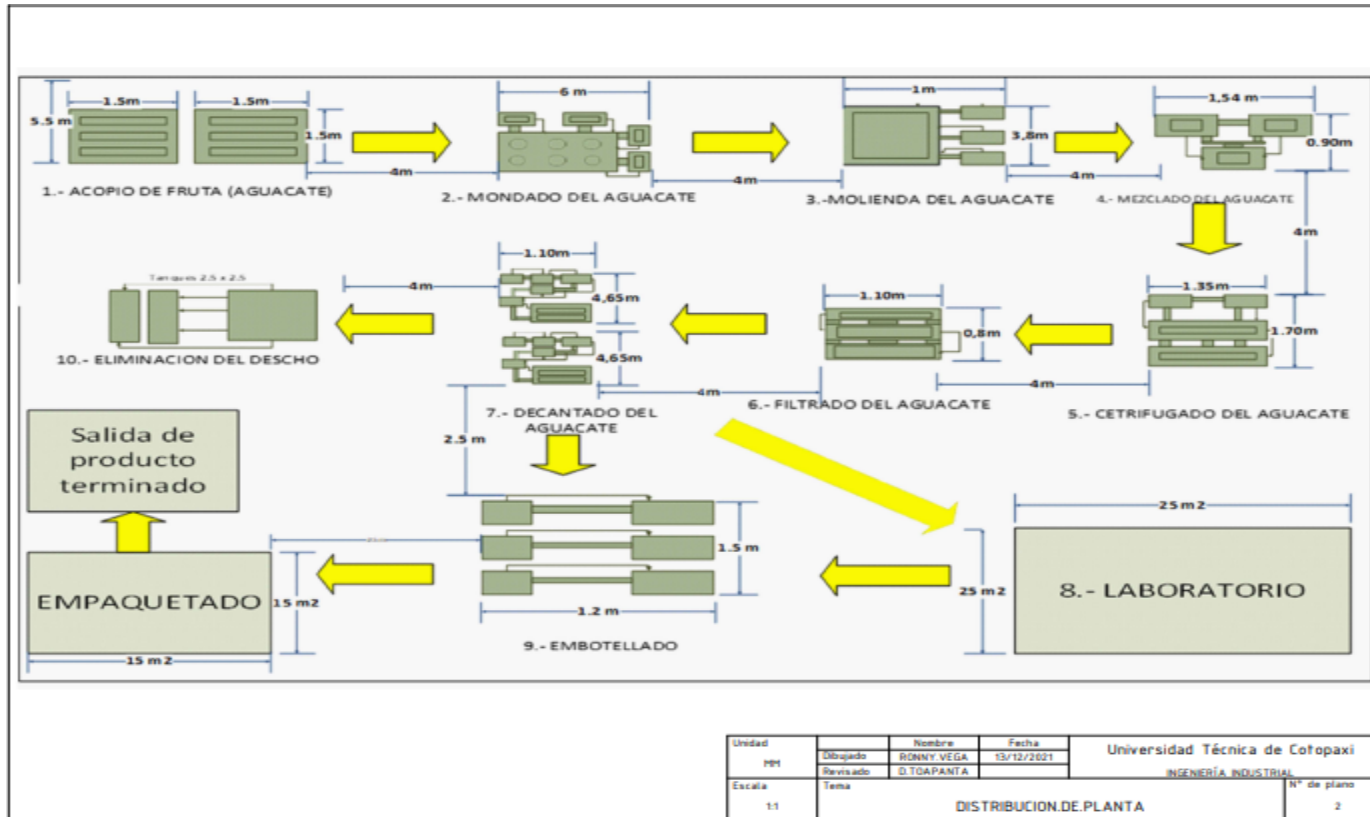 1.5m
1.5m
5.5 m
1.5m
4m
1.- ACOPIO DE FRUTA (AGUACATE)
6 m
4m
2.- MONDADO DEL AGUACATE
1m
3,8m
4m
3.-MOLIENDA DEL AGUACATE
1,54 m
0.90m
4.- MEZCLADO DEL AGUACATE
4m
1.35m
1.70m
4m
5.- CETRIFUGADO DEL AGUACATE
1.10m
0,8m
4m
6.- FILTRADO DEL AGUACATE
1.10m
4,65m
4,65m
4m
7.- DECANTADO DEL
AGUACATE
2.5 m
Tanques 2.5 x 2.5
10.- ELIMINACION DEL DESCHO
25 m2
25 m2
8.- LABORATORIO
1.5 m
1.2 m
9.- EMBOTELLADO
EMPAQUETADO
15 m2
15 m2
Salida de
producto
terminado
Unidad
MM
Nombre
Fecha
Dibujado
RONNY.VEGA
13/12/2021
Revisado
D.TOAPANTA
Universidad Técnica de Cotopaxi
INGENIERÍA INDUSTRIAL
Escala
1:1
Tema
DISTRIBUCION.DE.PLANTA
N° de plano
2